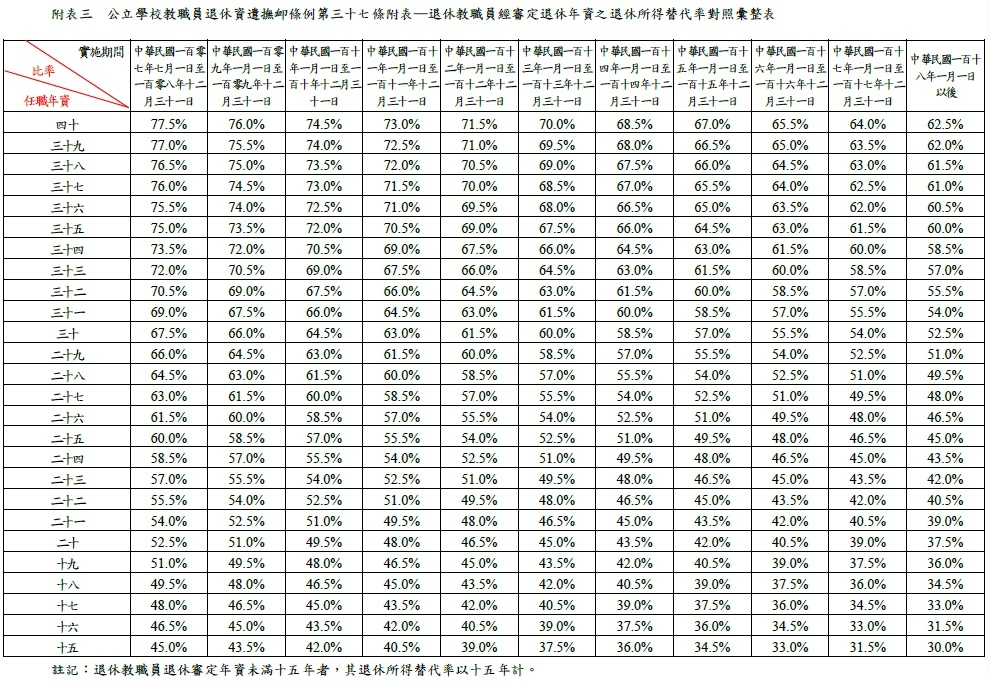 附表三 公立學校教職員退休資遣撫卹條例第三十七條附表—退休教職員經審定退休年資之退休所得替代率對照彙整表
實施期間
比率
任職年資
中華民國一百零七年七月一日至一百零八年十二月三十一日
中華民國一百零九年一月一日至一百零九年十二月三十一日
中華民國一百十年一月一日至一百十年十二月三十一日
中華民國一百十一年一月一日至一百十一年十二月三十一日
中華民國一百十二年一月一日至一百十二年十二月三十一日
中華民國一百十三年一月一日至一百十三年十二月三十一日
中華民國一百十四年一月一日至一百十四年十二月三十一日
中華民國一百十五年一月一日至一百十五年十二月三十一日
中華民國一百十六年一月一日至一百十六年十二月三十一日
中華民國一百十七年一月一日至一百十七年十二月三十一日
中華民國一百十八年一月一日以後
四十 77.5% 76.0% 74.5% 73.0% 71.5% 70.0% 68.5% 67.0% 65.5% 64.0% 62.5%
三十九 77.0% 75.5% 74.0% 72.5% 71.0% 69.5% 68.0% 66.5% 65.0% 63.5% 62.0%
三十八 76.5% 75.0% 73.5% 72.0% 70.5% 69.0% 67.5% 66.0% 64.5% 63.0% 61.5%
三十七 76.0% 74.5% 73.0% 71.5% 70.0% 68.5% 67.0% 65.5% 64.0% 62.5% 61.0%
三十六 75.5% 74.0% 72.5% 71.0% 69.5% 68.0% 66.5% 65.0% 63.5% 62.0% 60.5%
三十五 75.0% 73.5% 72.0% 70.5% 69.0% 67.5% 66.0% 64.5% 63.0% 61.5% 60.0%
三十四 73.5% 72.0% 70.5% 69.0% 67.5% 66.0% 64.5% 63.0% 61.5% 60.0% 58.5%
三十三 72.0% 70.5% 69.0% 67.5% 66.0% 64.5% 63.0% 61.5% 60.0% 58.5% 57.0%
三十二 70.5% 69.0% 67.5% 66.0% 64.5% 63.0% 61.5% 60.0% 58.5% 57.0% 55.5%
三十一 69.0% 67.5% 66.0% 64.5% 63.0% 61.5% 60.0% 58.5% 57.0% 55.5% 54.0%
三十 67.5% 66.0% 64.5% 63.0% 61.5% 60.0% 58.5% 57.0% 55.5% 54.0% 52.5%
二十九 66.0% 64.5% 63.0% 61.5% 60.0% 58.5% 57.0% 55.5% 54.0% 52.5% 51.0%
二十八 64.5% 63.0% 61.5% 60.0% 58.5% 57.0% 55.5% 54.0% 52.5% 51.0% 49.5%
二十七 63.0% 61.5% 60.0% 58.5% 57.0% 55.5% 54.0% 52.5% 51.0% 49.5% 48.0%
二十六 61.5% 60.0% 58.5% 57.0% 55.5% 54.0% 52.5% 51.0% 49.5% 48.0% 46.5%
二十五 60.0% 58.5% 57.0% 55.5% 54.0% 52.5% 51.0% 49.5% 48.0% 46.5% 45.0%
二十四 58.5% 57.0% 55.5% 54.0% 52.5% 51.0% 49.5% 48.0% 46.5% 45.0% 43.5%
二十三 57.0% 55.5% 54.0% 52.5% 51.0% 49.5% 48.0% 46.5% 45.0% 43.5% 42.0%
二十二 55.5% 54.0% 52.5% 51.0% 49.5% 48.0% 46.5% 45.0% 43.5% 42.0% 40.5%
二十一 54.0% 52.5% 51.0% 49.5% 48.0% 46.5% 45.0% 43.5% 42.0% 40.5% 39.0%
二十 52.5% 51.0% 49.5% 48.0% 46.5% 45.0% 43.5% 42.0% 40.5% 39.0% 37.5%
十九 51.0% 49.5% 48.0% 46.5% 45.0% 43.5% 42.0% 40.5% 39.0% 37.5% 36.0%
十八 49.5% 48.0% 46.5% 45.0% 43.5% 42.0% 40.5% 39.0% 37.5% 36.0% 34.5%
十七 48.0% 46.5% 45.0% 43.5% 42.0% 40.5% 39.0% 37.5% 36.0% 34.5% 33.0%
十六 46.5% 45.0% 43.5% 42.0% 40.5% 39.0% 37.5% 36.0% 34.5% 33.0% 31.5%
十五 45.0% 43.5% 42.0% 40.5% 39.0% 37.5% 36.0% 34.5% 33.0% 31.5% 30.0%
註記：退休教職員退休審定年資未滿十五年者，其退休所得替代率以十五年計。